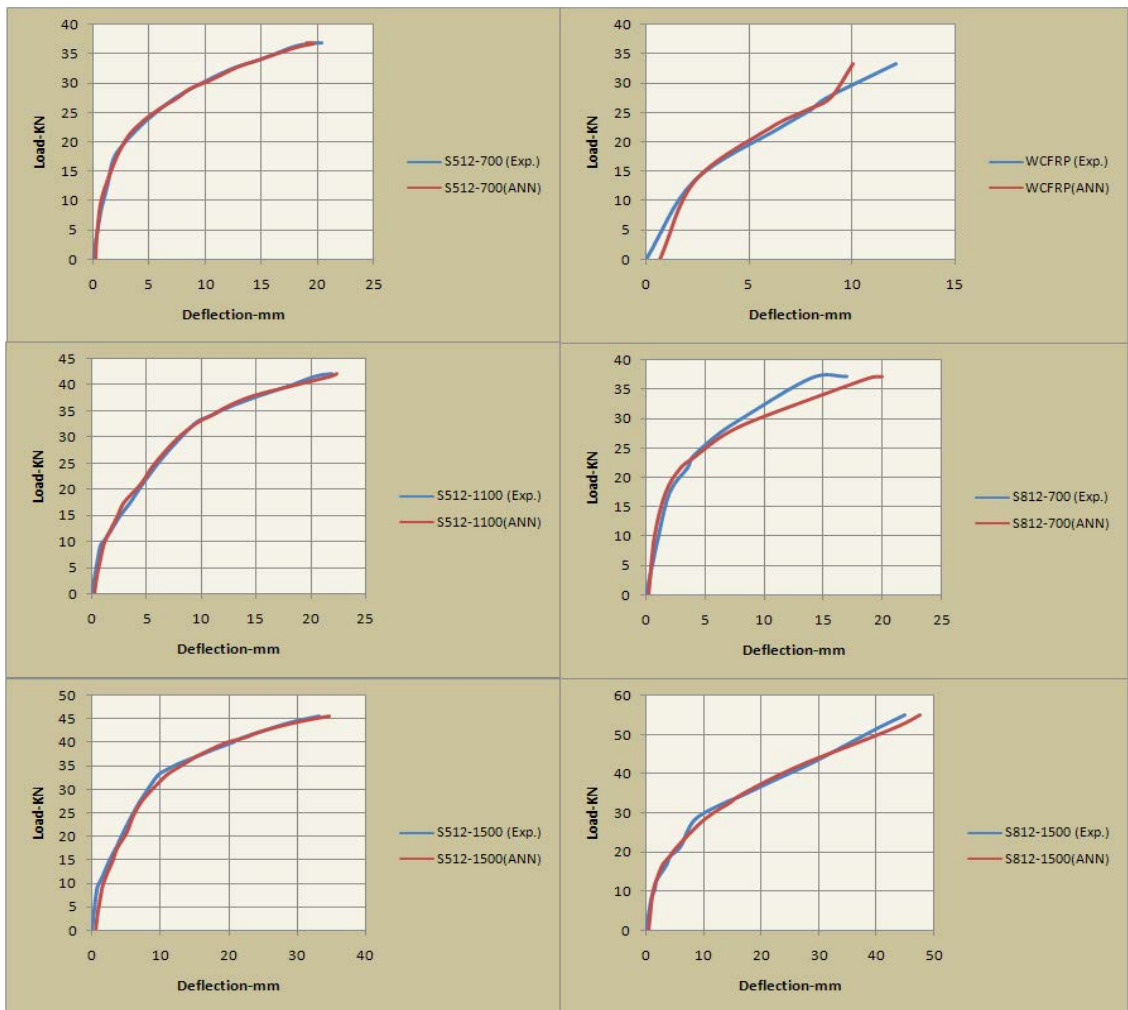 40
35
30
25
20
15
10
5
0
Load-KN
0 5 10 15 20 25
Deflection-mm
S512-700 (Exp.)
S512-700(ANN)
40
35
30
25
20
15
10
5
0
Load-KN
0 5 10 15
Deflection-mm
WCFRP (Exp.)
WCFRP(ANN)
45
40
35
30
25
20
15
10
5
0
Load-KN
0 5 10 15 20 25
Deflection-mm
S512-1100 (Exp.)
S512-1100(ANN)
40
35
30
25
20
15
10
5
0
Load-KN
0 5 10 15 20 25
Deflection-mm
S812-700 (Exp.)
S812-700(ANN)
50
45
40
35
30
25
20
15
10
5
0
Load-KN
0 10 20 30 40
Deflection-mm
S512-1500 (Exp.)
S512-1500(ANN)
60
50
40
30
20
10
0
Load-KN
0 10 20 30 40 50
Deflection-mm
S812-1500 (Exp.)
S812-1500(ANN)